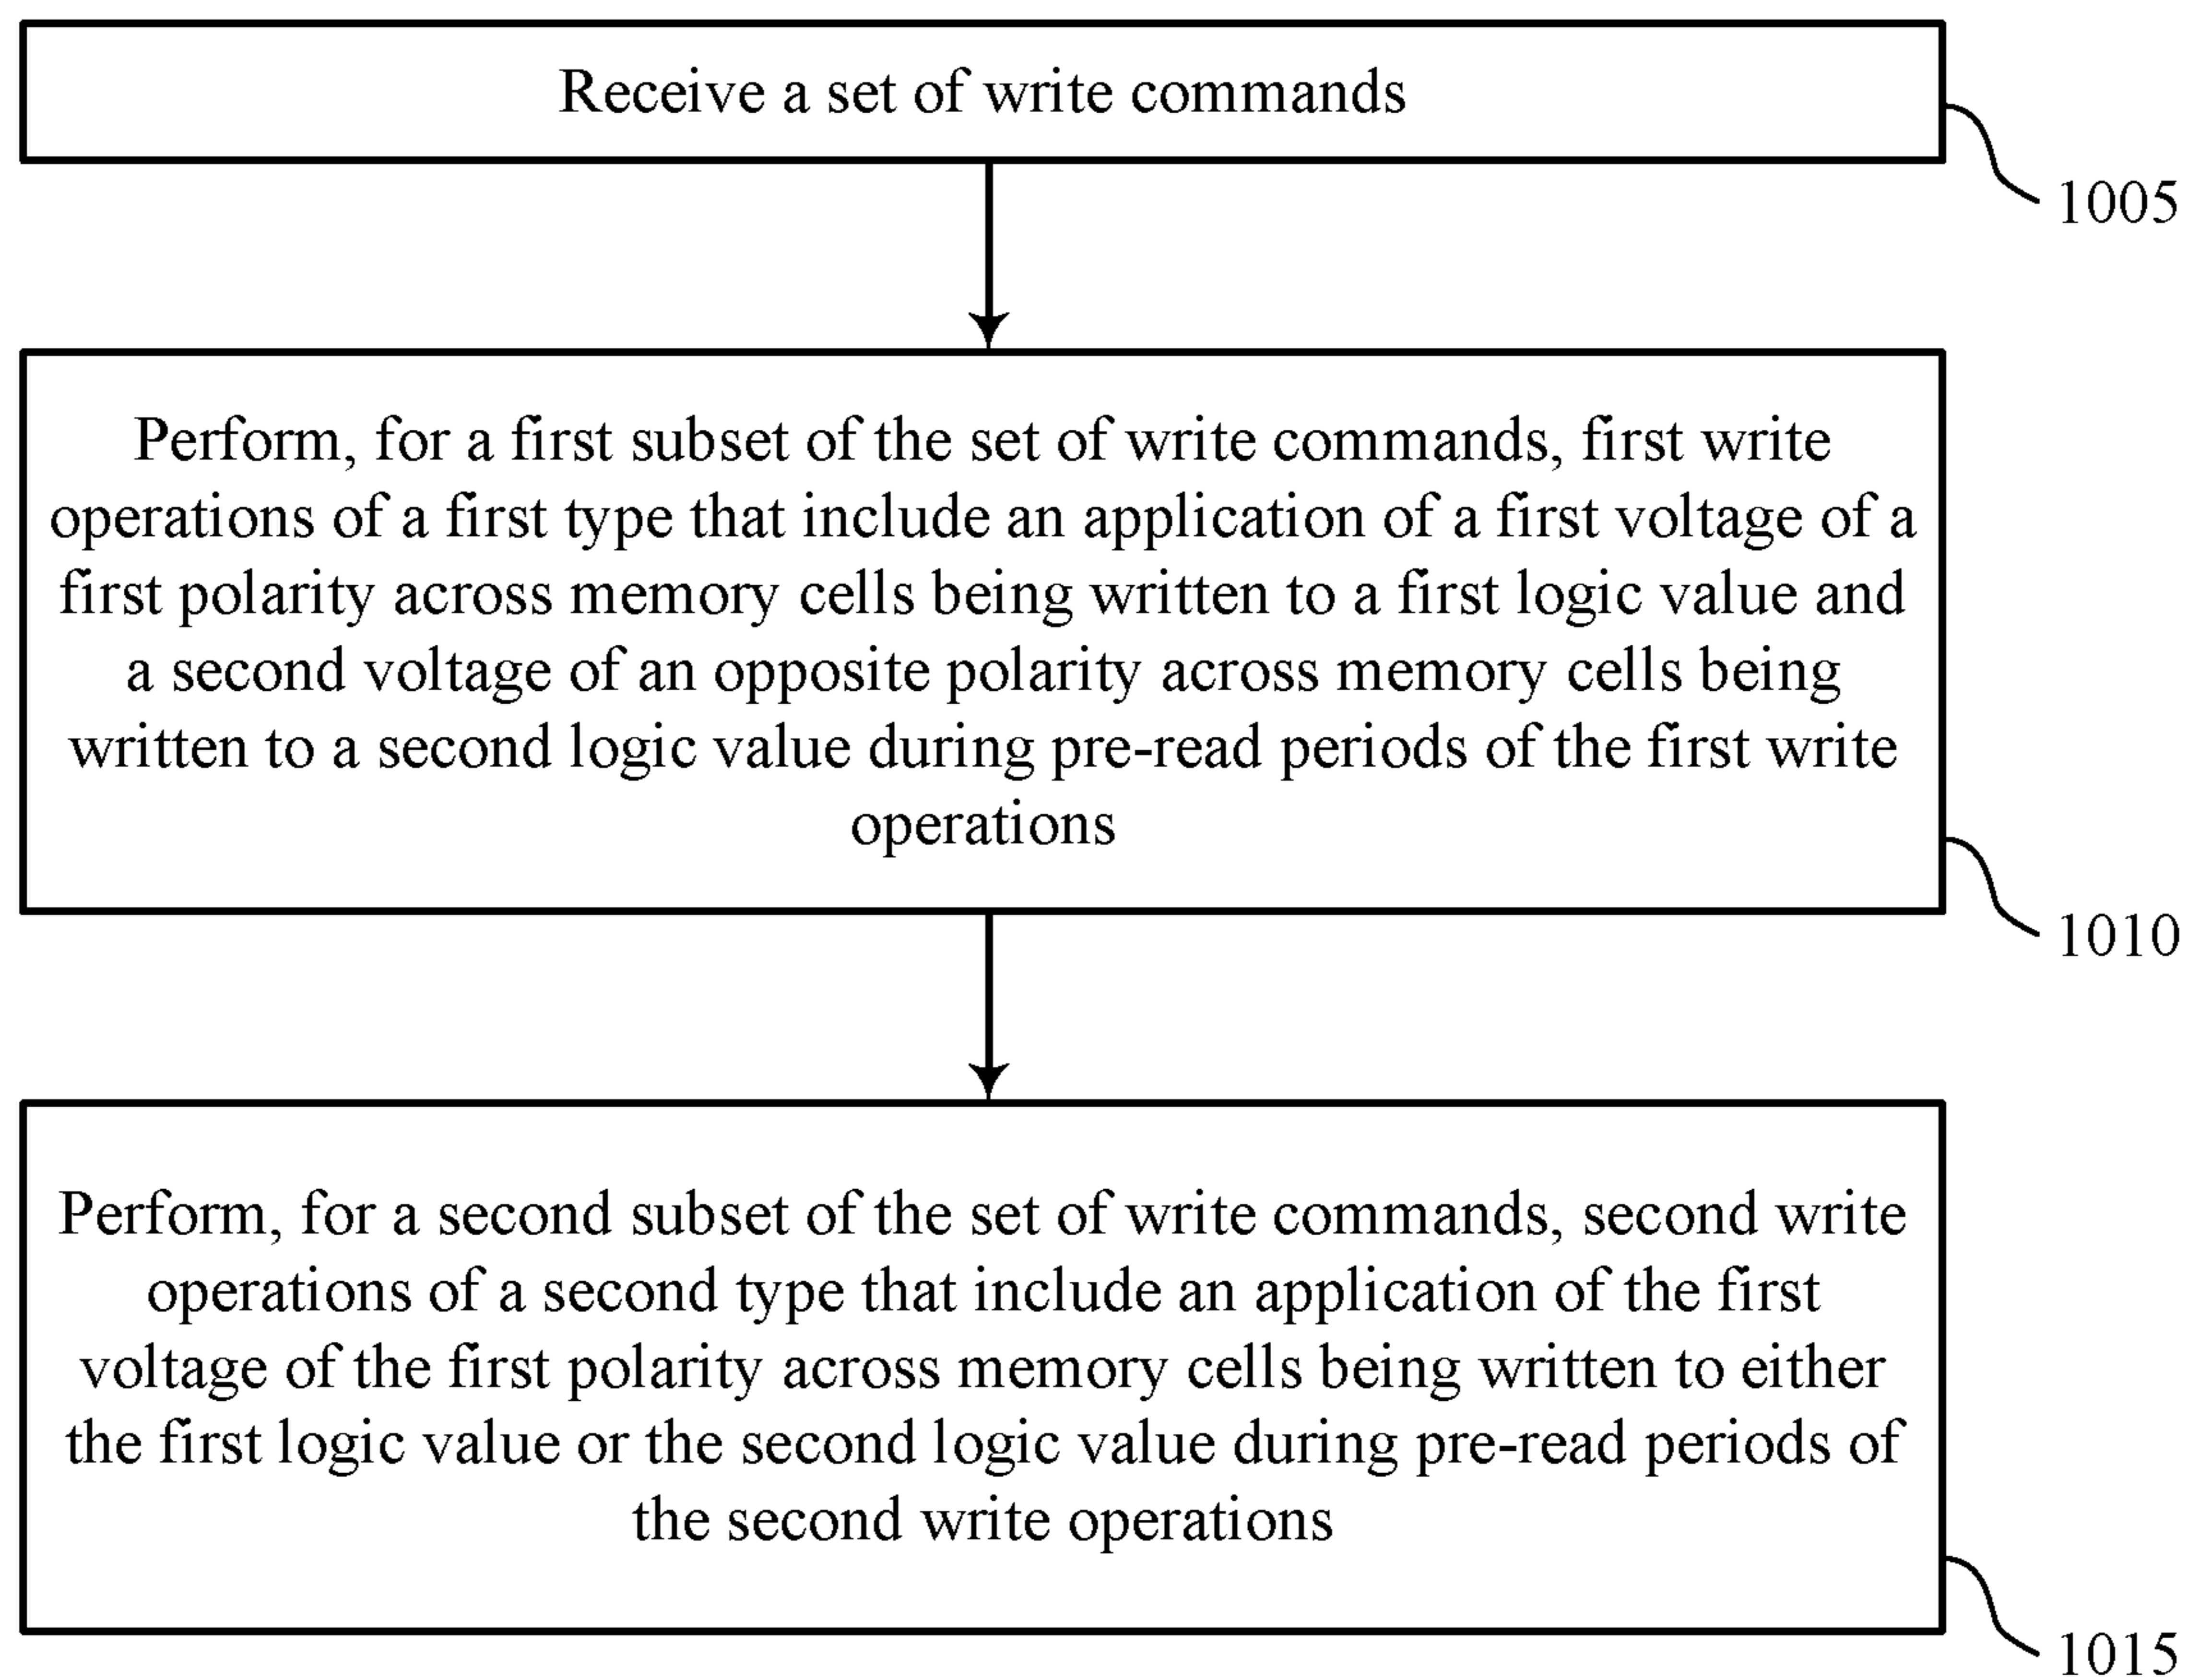 Receive a set of write commands
1005
Perform, for a first subset of the set of write commands, first write
operations of a first type that include an application of a first voltage of a
first polarity across memory cells being written to a first logic value and
a second voltage of an opposite polarity across memory cells being
written to a second logic value during pre-read periods of the first write
operations
1010
Perform, for a second subset of the set of write commands, second write
operations of a second type that include an application of the first
voltage of the first polarity across memory cells being written to either
the first logic value or the second logic value during pre-read periods of
the second write operations
1015